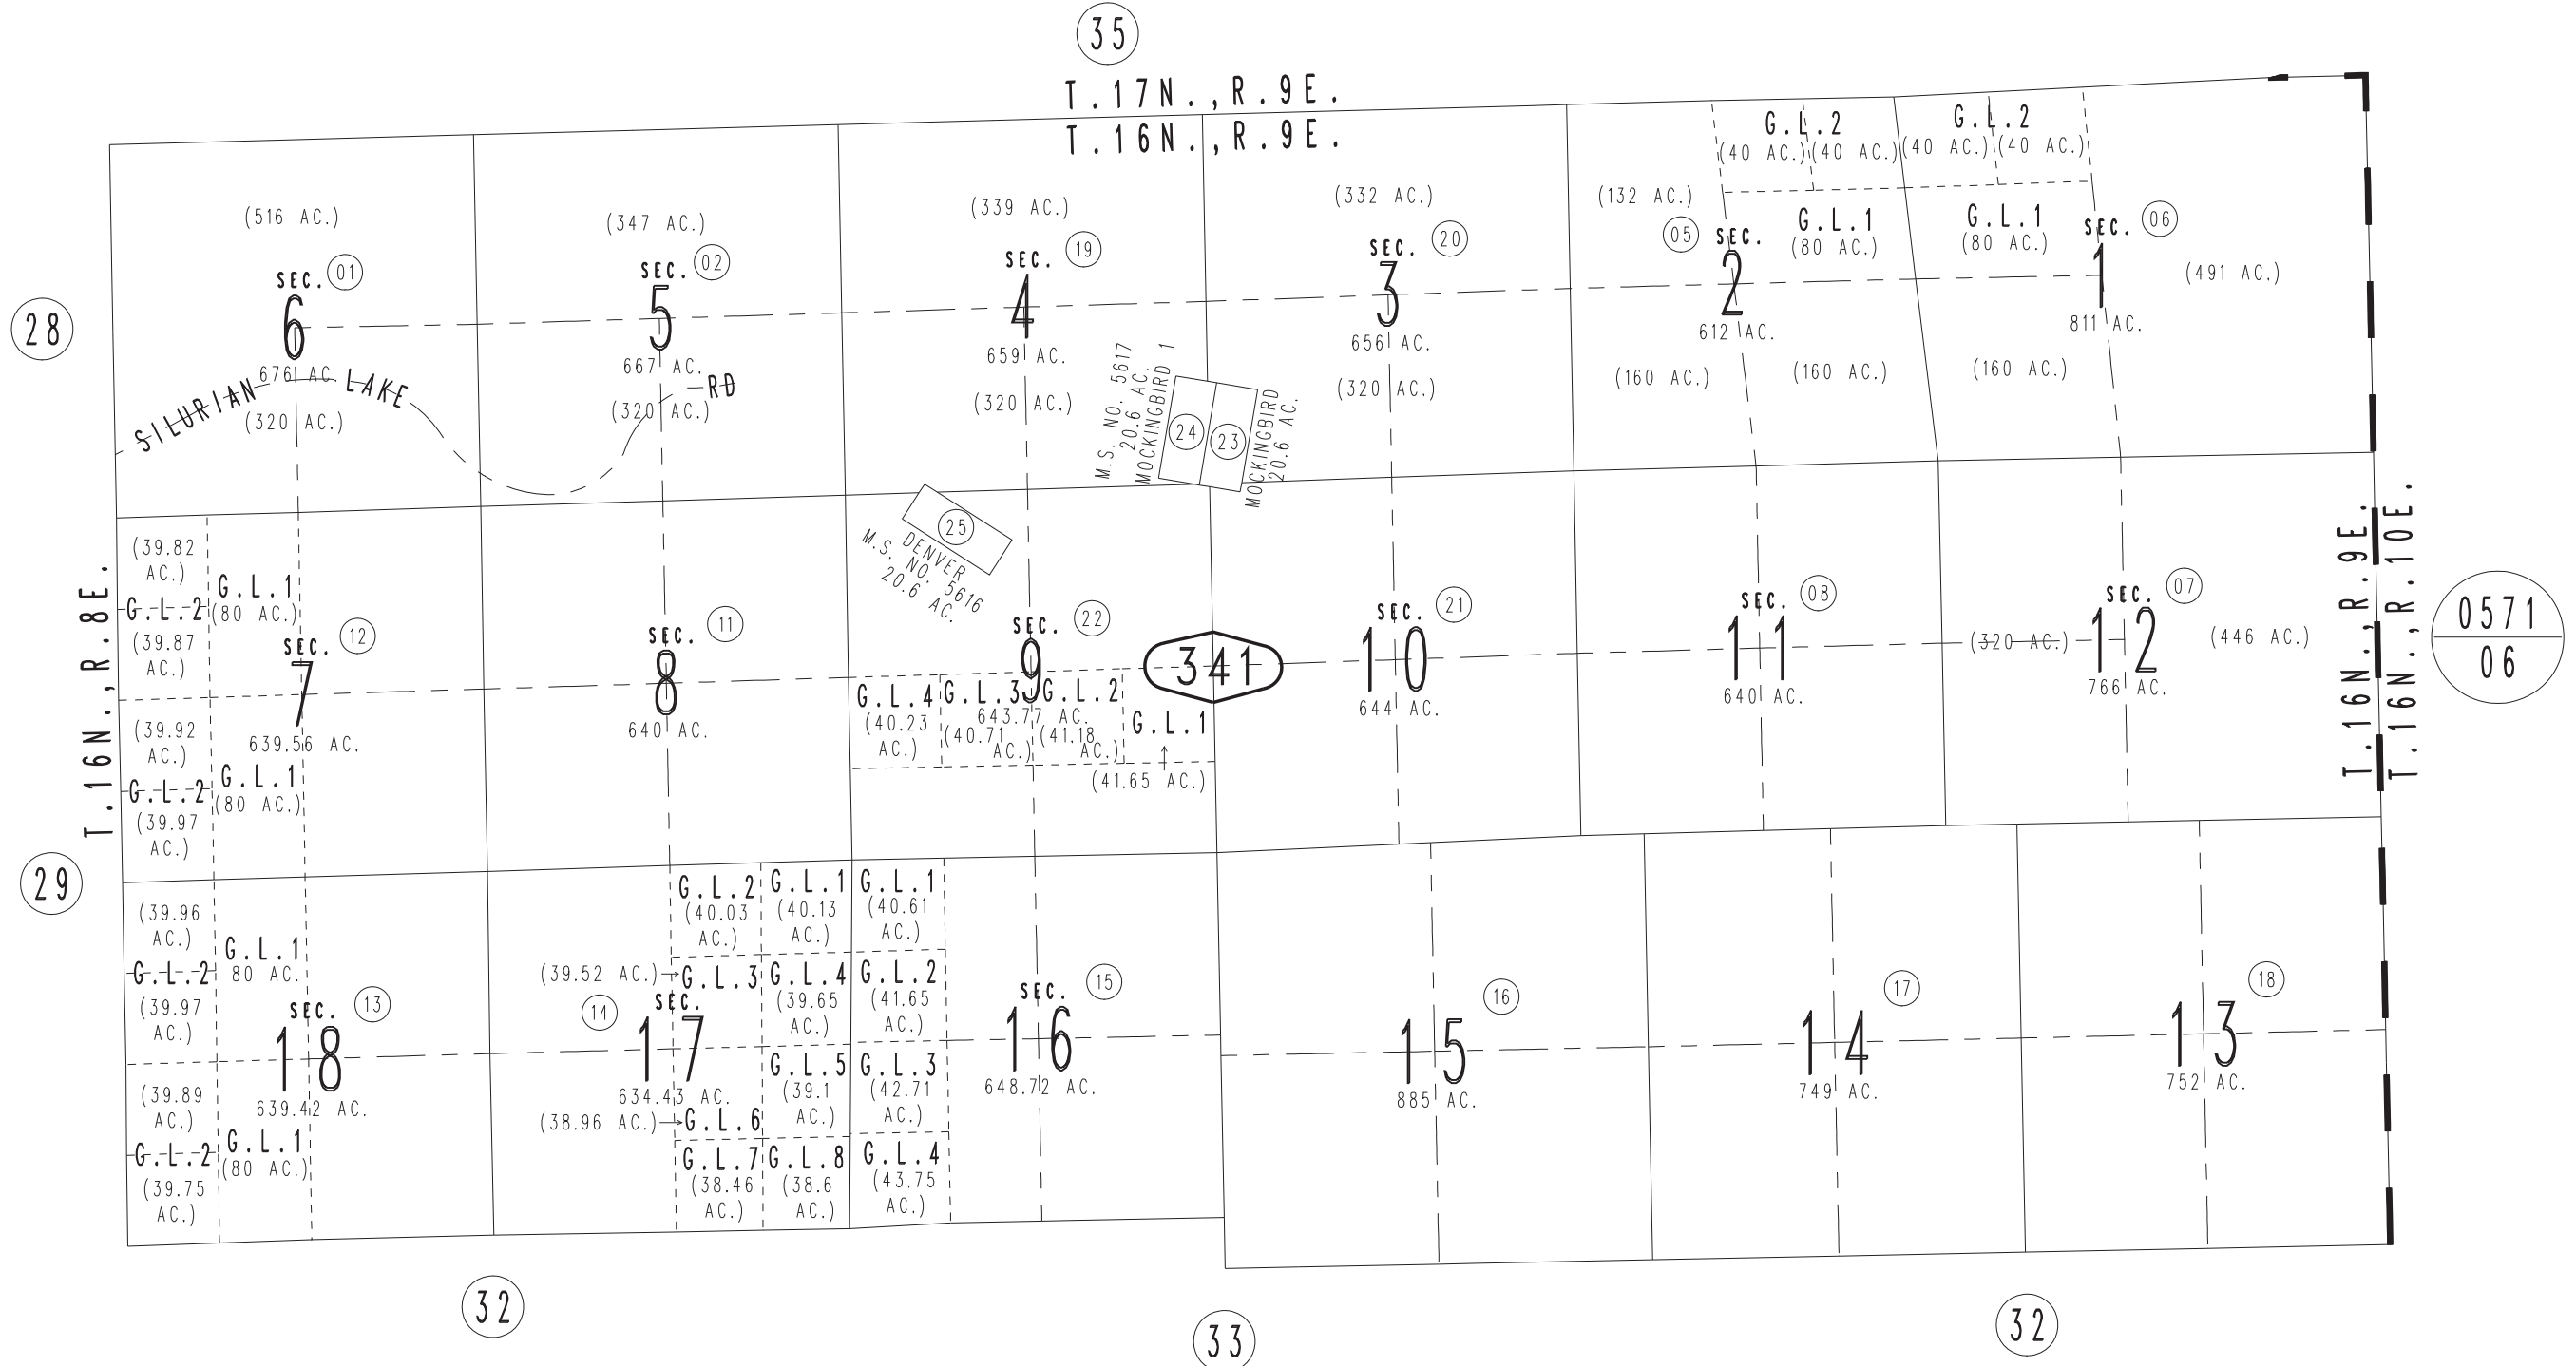 35
T.17N.,R.9E.
T.16N.,R.9E.
28
29
T.16N.,R.8E.
(516 AC.)
SEC. 01
6
676 AC.
(320 AC.)
SILURIAN LAKE RD
(347 AC.)
SEC. 02
5
667 AC.
(320 AC.)
(339 AC.)
SEC. 19
4
659 AC.
(320 AC.)
M.S. NO. 5617
20.6 AC.
MOCKINGBIRD 1
24
23
MOCKINGBIRD
20.6 AC.
(332 AC.)
SEC. 20
3
656 AC.
(320 AC.)
(132 AC.)
05 SEC.
2
612 AC.
(160 AC.)
(160 AC.)
G.L.2
(40 AC.) (40 AC.)
G.L.1
(80 AC.)
G.L.2
(40 AC.) (40 AC.)
G.L.1
(80 AC.)
SEC. 06
1
811 AC.
(160 AC.)
(491 AC.)
(39.82
AC.)
G.L.2
(39.87
AC.)
G.L.1
(80 AC.)
SEC. 12
7
639.56 AC.
(39.92
AC.)
G.L.2
(39.97
AC.)
G.L.1
(80 AC.)
SEC. 11
8
640 AC.
25
DENVER
M.S. NO. 5616
20.6 AC.
SEC. 22
9
643.77 AC.
G.L.4
(40.23
AC.)
G.L.3
(40.71
AC.)
G.L.2
(41.18
AC.)
G.L.1
(41.65 AC.)
341
SEC. 21
10
644 AC.
SEC. 08
11
640 AC.
(320 AC.)
SEC. 07
12
766 AC.
(446 AC.)
T.16N.,R.9E.
T.16N.,R.10E.
0571
06
(39.96
AC.)
G.L.2
(39.97
AC.)
G.L.1
80 AC.
SEC. 13
18
639.42 AC.
(39.89
AC.)
G.L.2
(39.75
AC.)
G.L.1
(80 AC.)
G.L.2
(40.03
AC.)
G.L.1
(40.13
AC.)
(39.52 AC.) G.L.3
G.L.4
(39.65
AC.)
14 SEC.
17
634.43 AC.
G.L.5
(39.1
AC.)
(38.96 AC.) G.L.6
G.L.7
(38.46
AC.)
G.L.8
(38.6
AC.)
G.L.1
(40.61
AC.)
G.L.2
(41.65
AC.)
G.L.3
(42.71
AC.)
G.L.4
(43.75
AC.)
SEC. 15
16
648.72 AC.
16
15
885 AC.
17
14
749 AC.
18
13
752 AC.
32
33
32